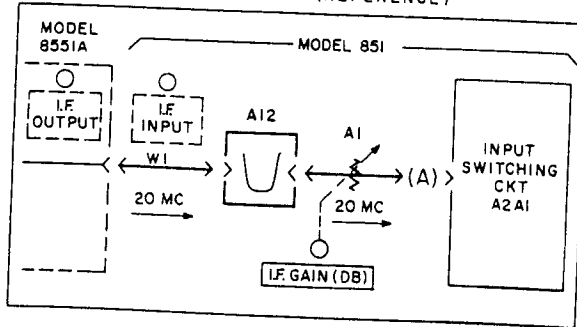 MODEL
8551A
MODEL 851
I.F.
OUTPUT
I.F.
INPUT
A12
A1
INPUT
SWITCHING
CKT
A2A1
W1
(A)
20 MC
20 MC
I.F. GAIN (DB)